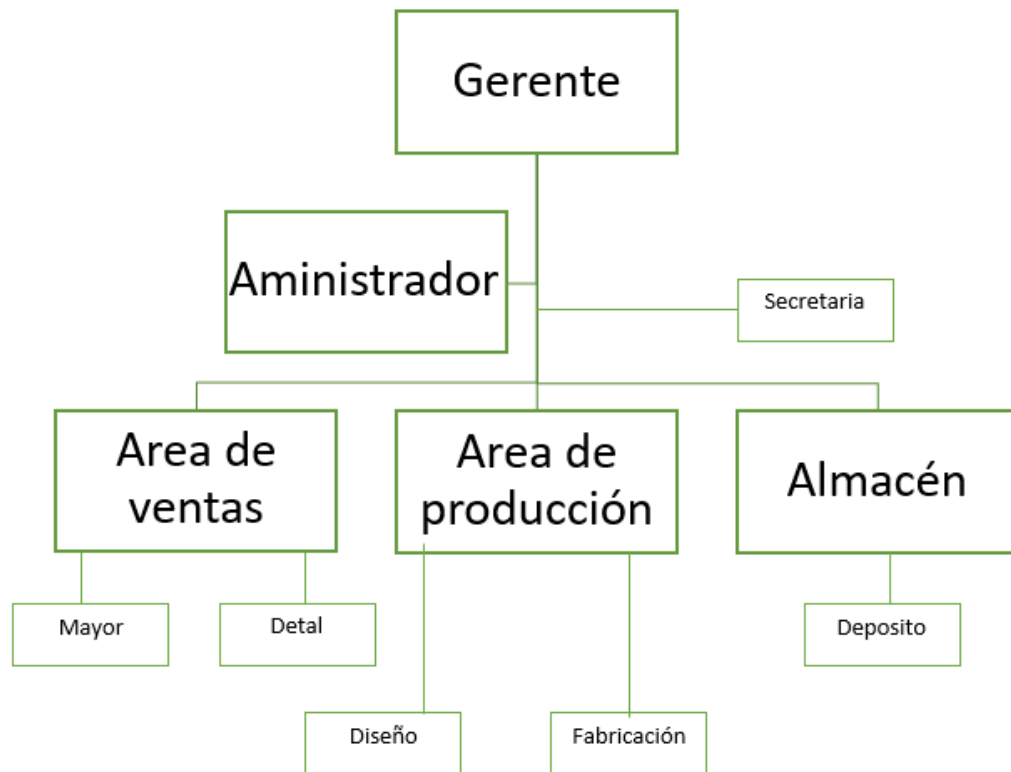 Gerente
Aministrador
Secretaria
Area de
ventas
Area de
producción
Almacén
Mayor
Detal
Deposito
Diseño
Fabricación